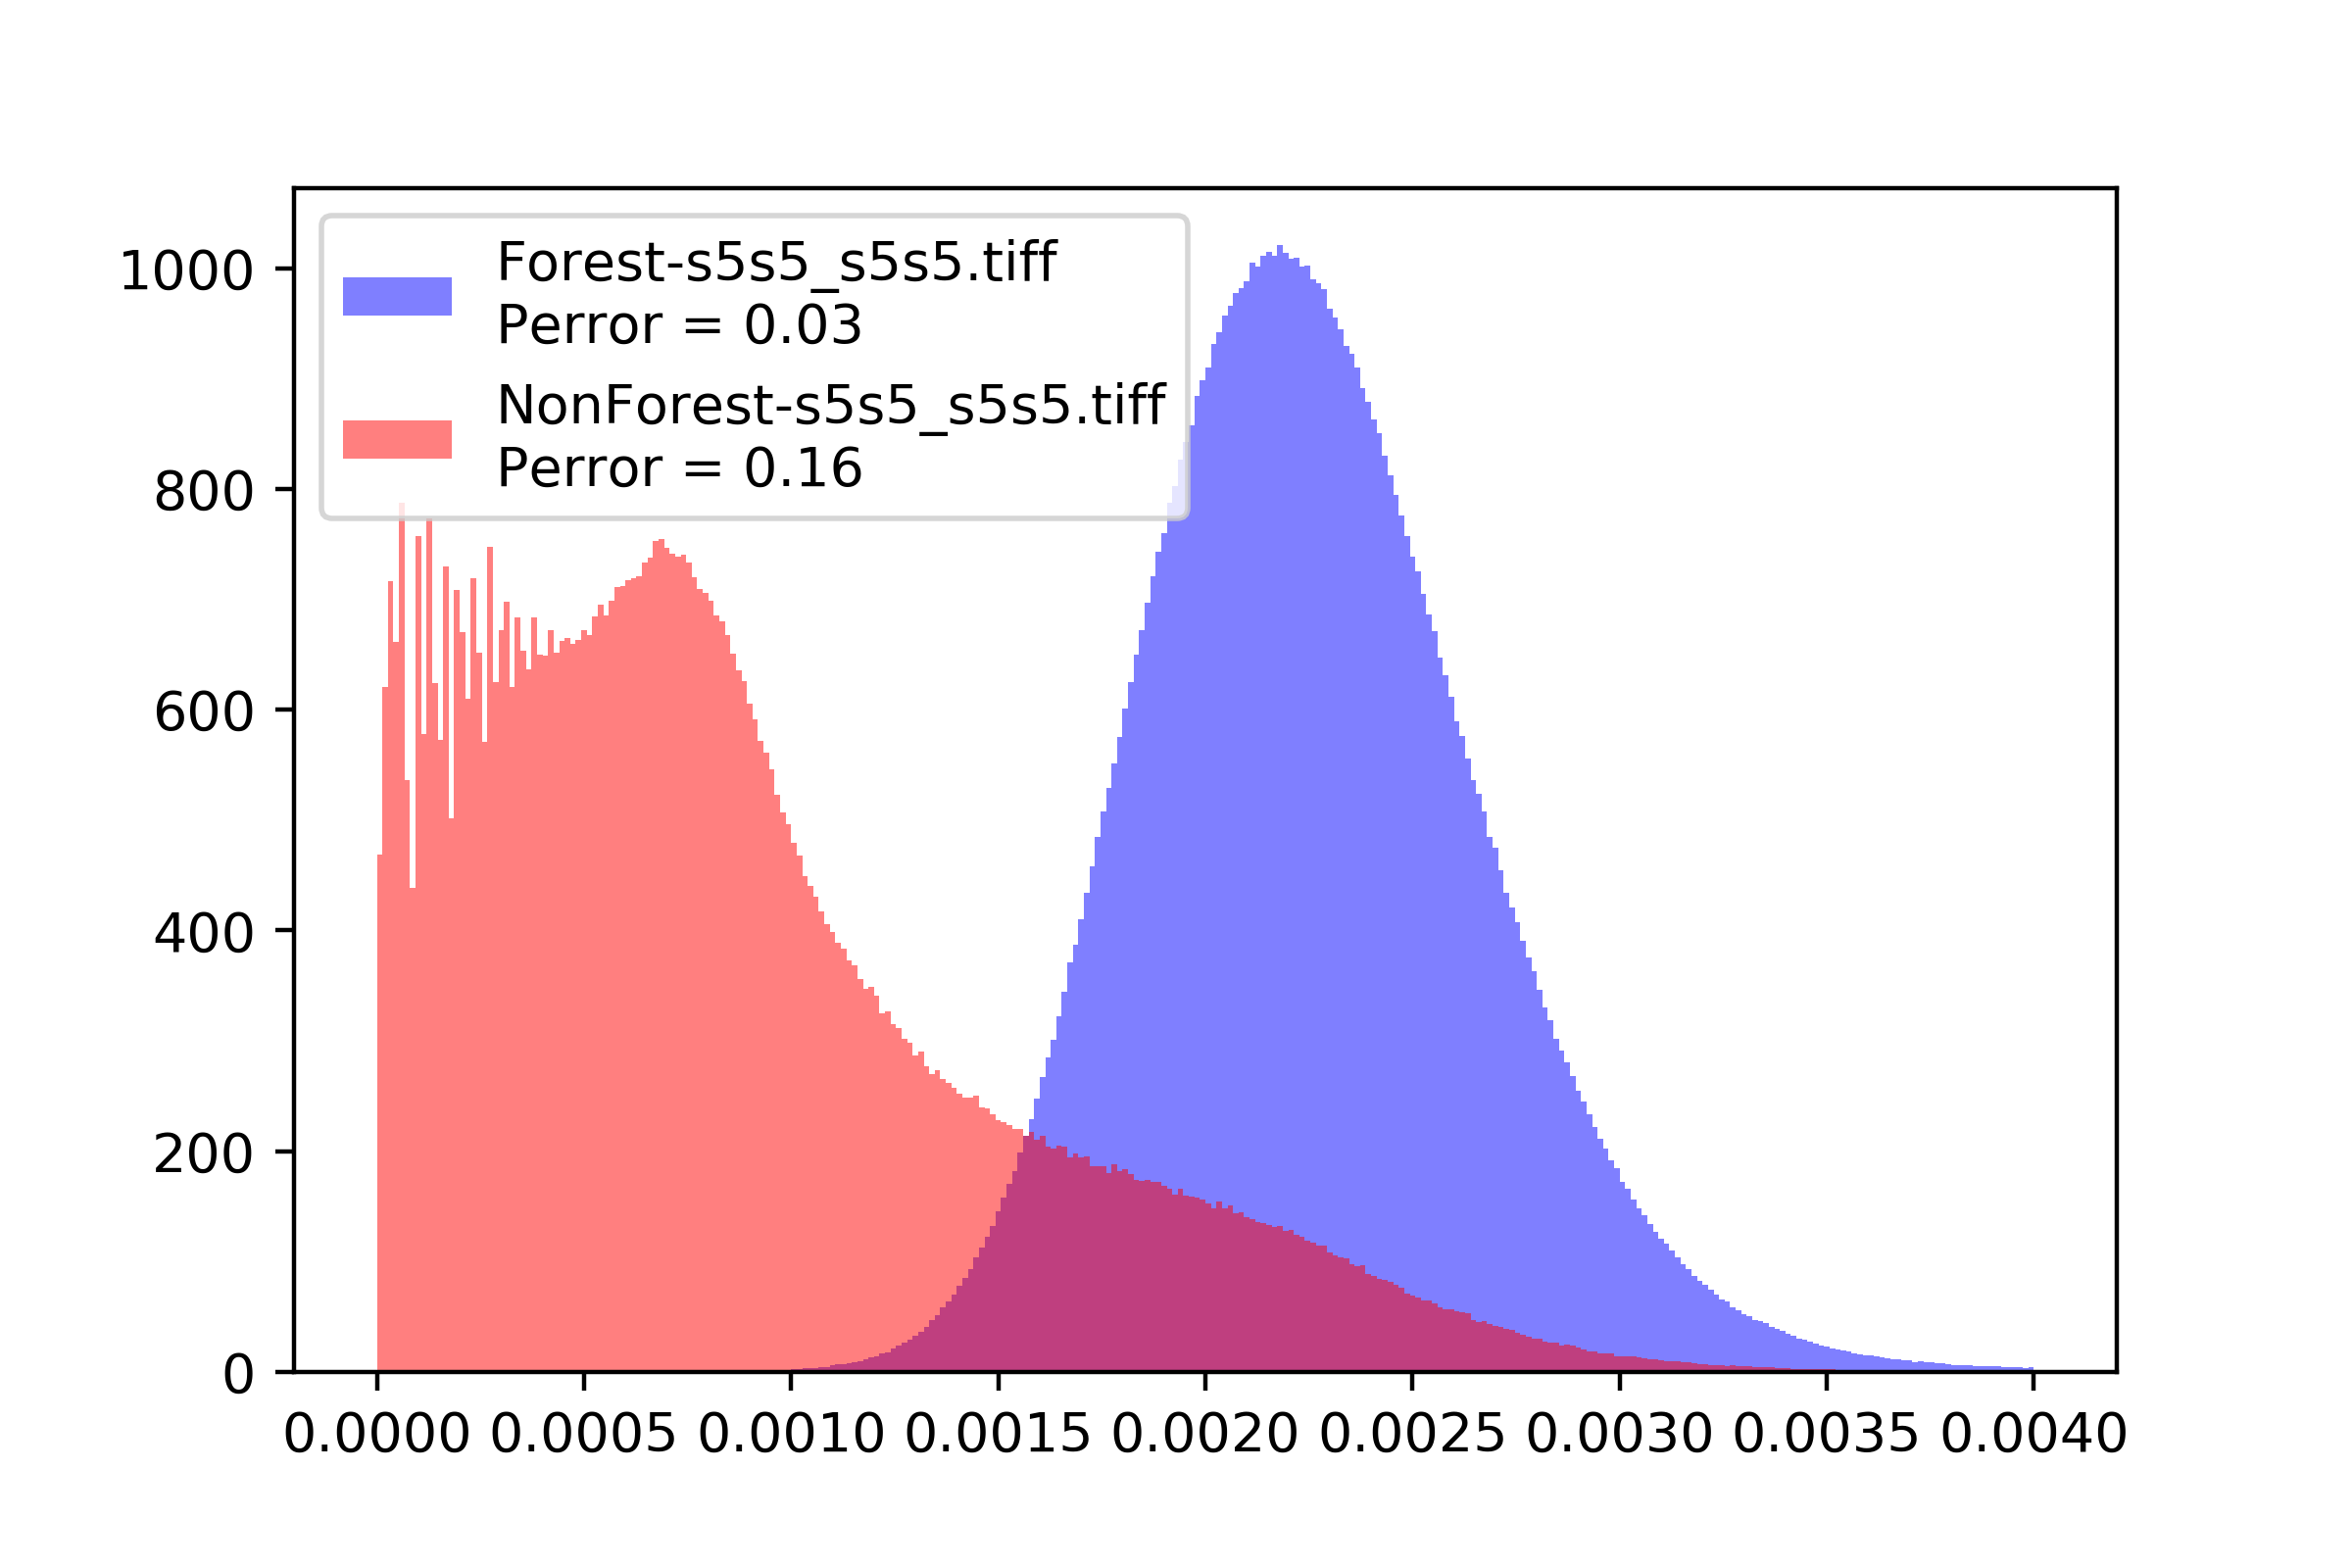 Forest-s5s5_s5s5.tiff
Perror = 0.03
NonForest-s5s5_s5s5.tiff
Perror = 0.16
1000
800
600
400
200
0
0.0000 0.0005 0.0010 0.0015 0.0020 0.0025 0.0030 0.0035 0.0040